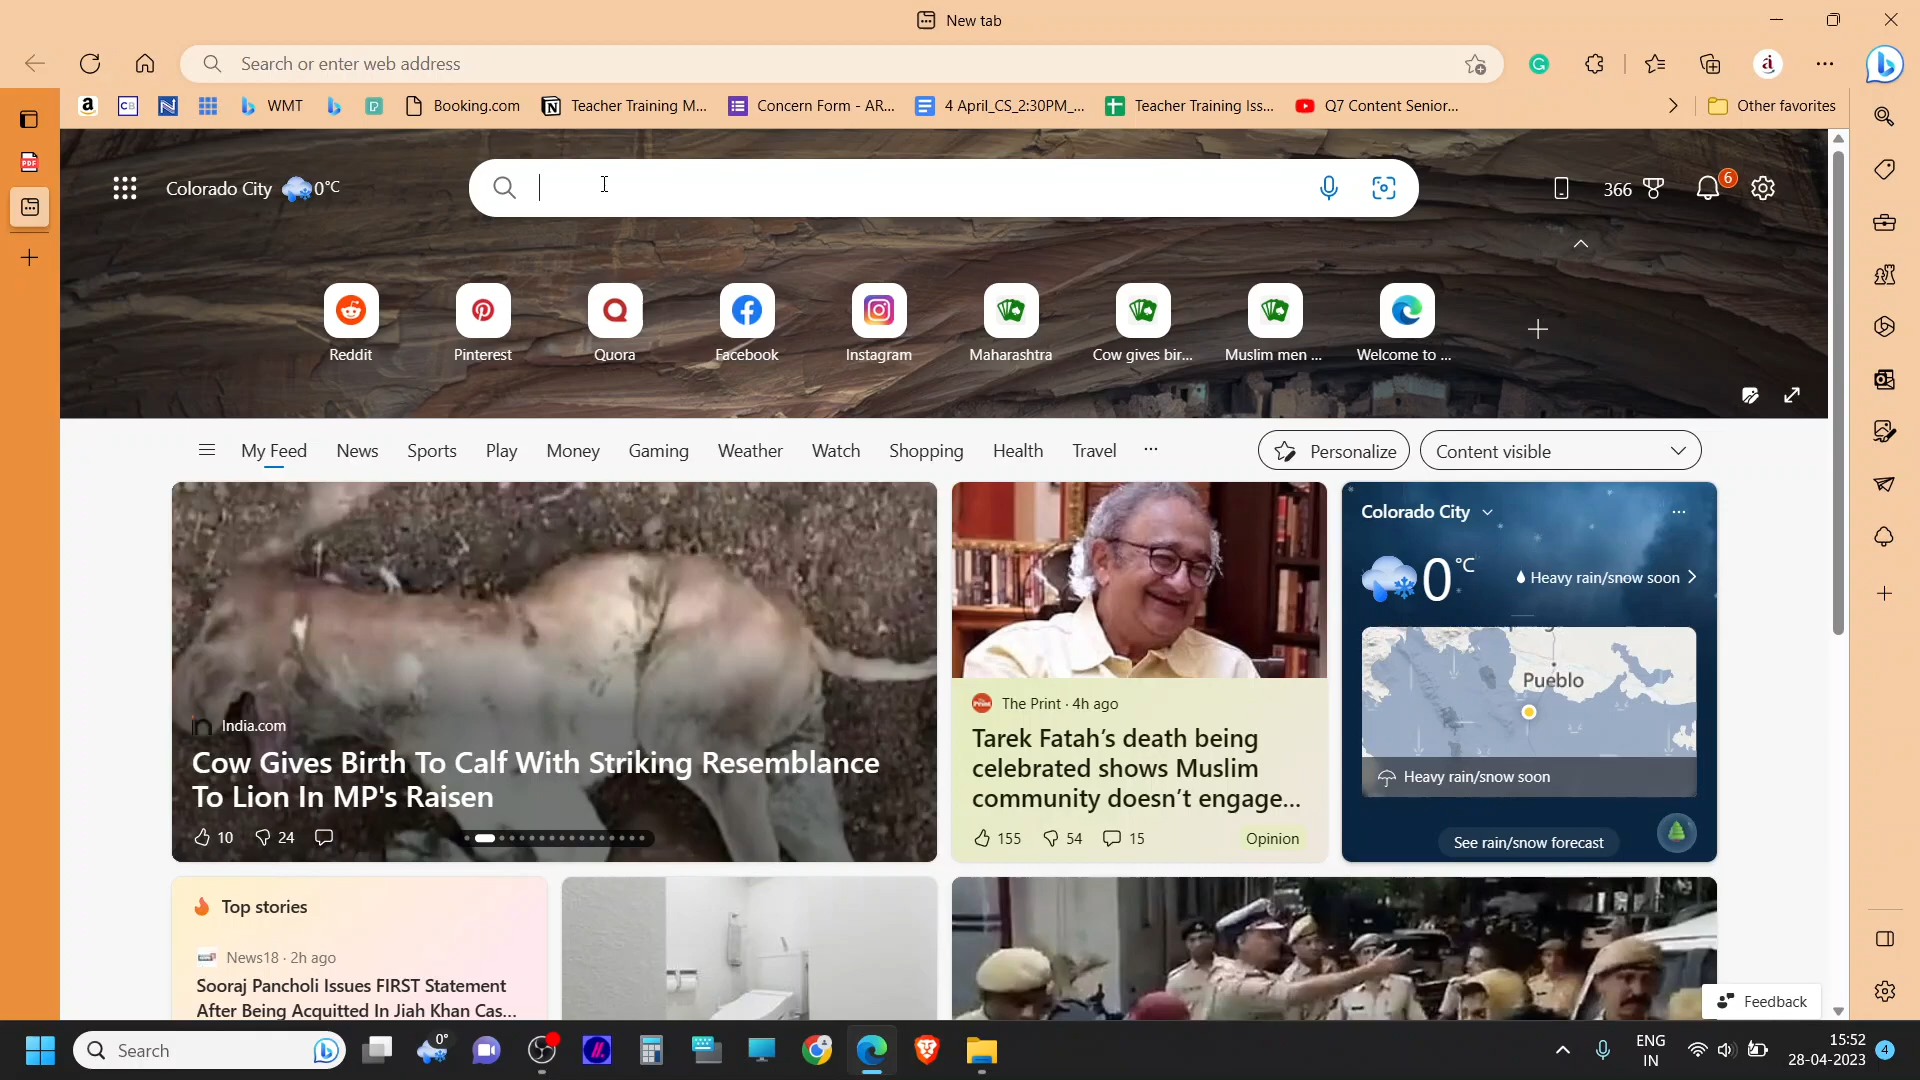 New tab
Search or enter web address
a CB WMT Booking.com Teacher Training M... Concern Form - AR... 4 April_CS_2:30PM_... Teacher Training Iss... Q7 Content Senior... Other favorites
PDF
Colorado City 0°C
366
6
Reddit Pinterest Quora Facebook Instagram Maharashtra Cow gives bir... Muslim men ... Welcome to ...
My Feed News Sports Play Money Gaming Weather Watch Shopping Health Travel ... Personalize Content visible
India.com
Cow Gives Birth To Calf With Striking Resemblance
To Lion In MP's Raisen
10 24
The Print · 4h ago
Tarek Fatah's death being
celebrated shows Muslim
community doesn't engage...
155 54 15 Opinion
Colorado City
0°C Heavy rain/snow soon
Pueblo
Heavy rain/snow soon
See rain/snow forecast
Top stories
News18 · 2h ago
Sooraj Pancholi Issues FIRST Statement
After Being Acquitted In Jiah Khan Cas...
Feedback
Search
0°
ENG
IN
15:52
28-04-2023
4